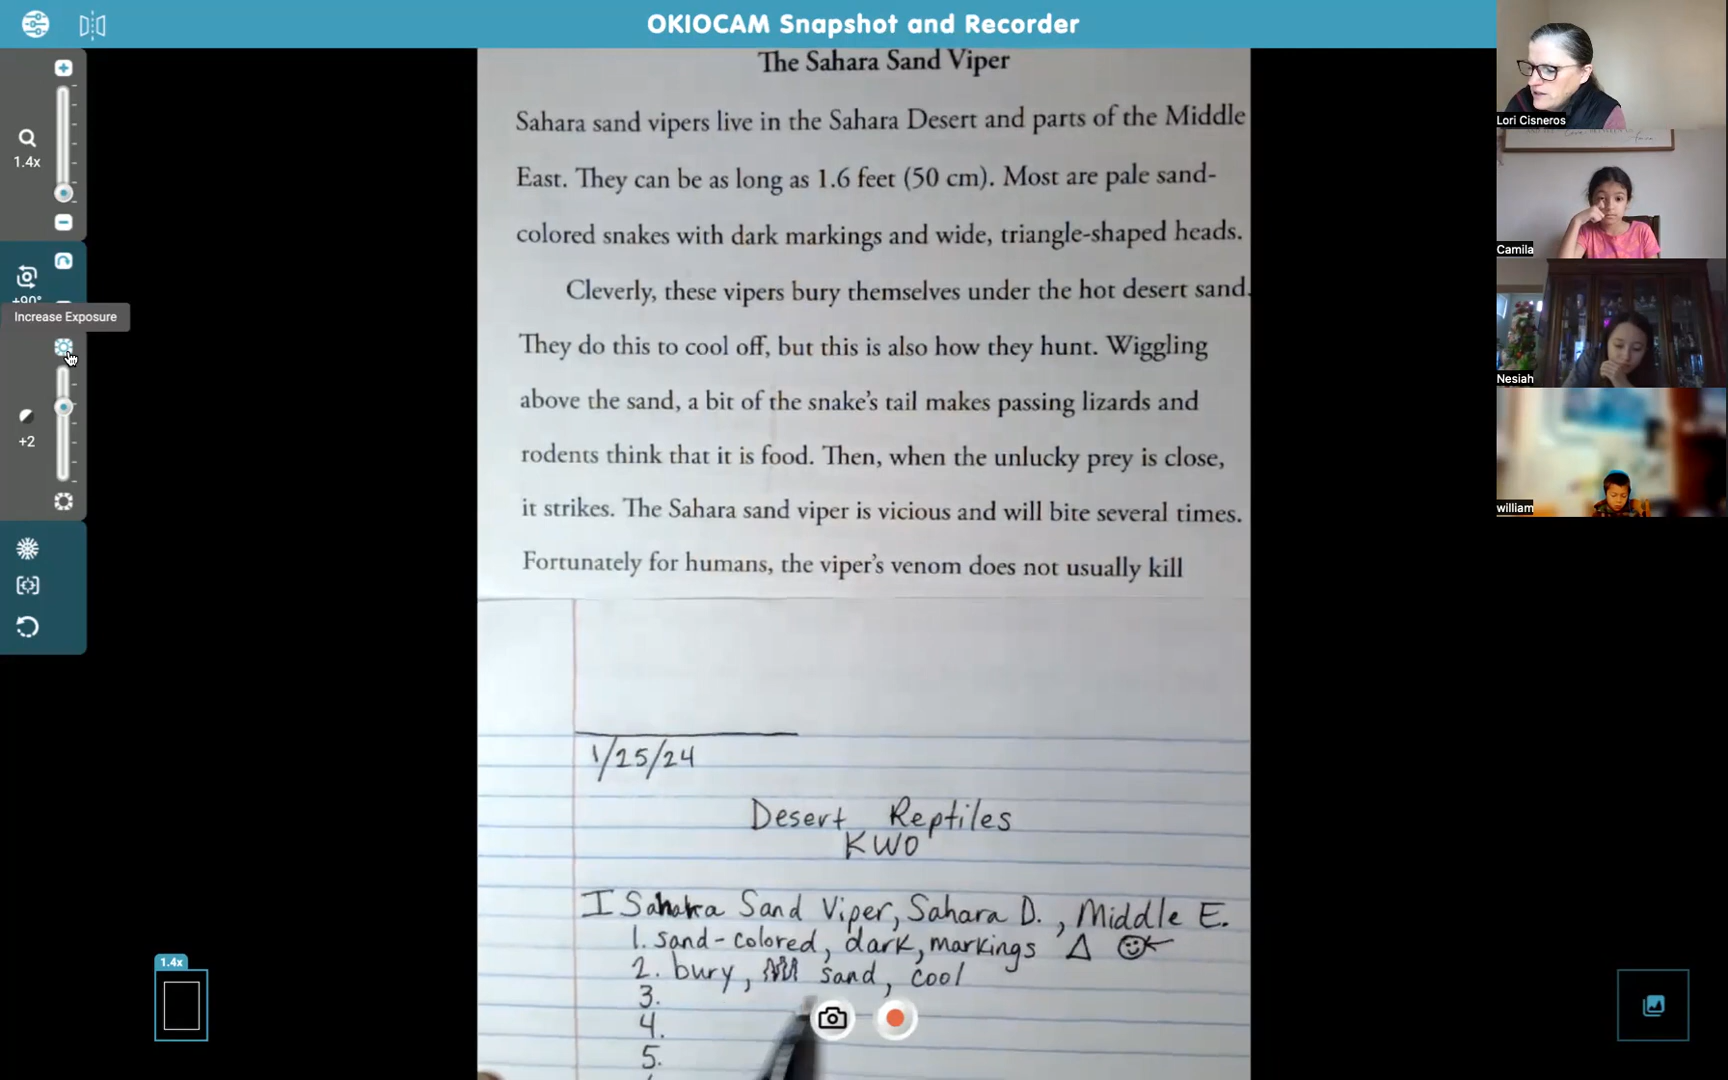 OKIOCAM Snapshot and Recorder
1.4x
+90°
Increase Exposure
+2
The Sahara Sand Viper
Sahara sand vipers live in the Sahara Desert and parts of the Middle
East. They can be as long as 1.6 feet (50 cm). Most are pale sand-
colored snakes with dark markings and wide, triangle-shaped heads.
Cleverly, these vipers bury themselves under the hot desert sand.
They do this to cool off, but this is also how they hunt. Wiggling
above the sand, a bit of the snake's tail makes passing lizards and
rodents think that it is food. Then, when the unlucky prey is close,
it strikes. The Sahara sand viper is vicious and will bite several times.
Fortunately for humans, the viper's venom does not usually kill
1/25/24
Desert Reptiles
KWO
I Sahara Sand Viper, Sahara D., Middle E.
1. sand-colored, dark, markings
2. bury, sand, cool
3.
4.
5.
1.4x
Lori Cisneros
Camila
Nesiah
william